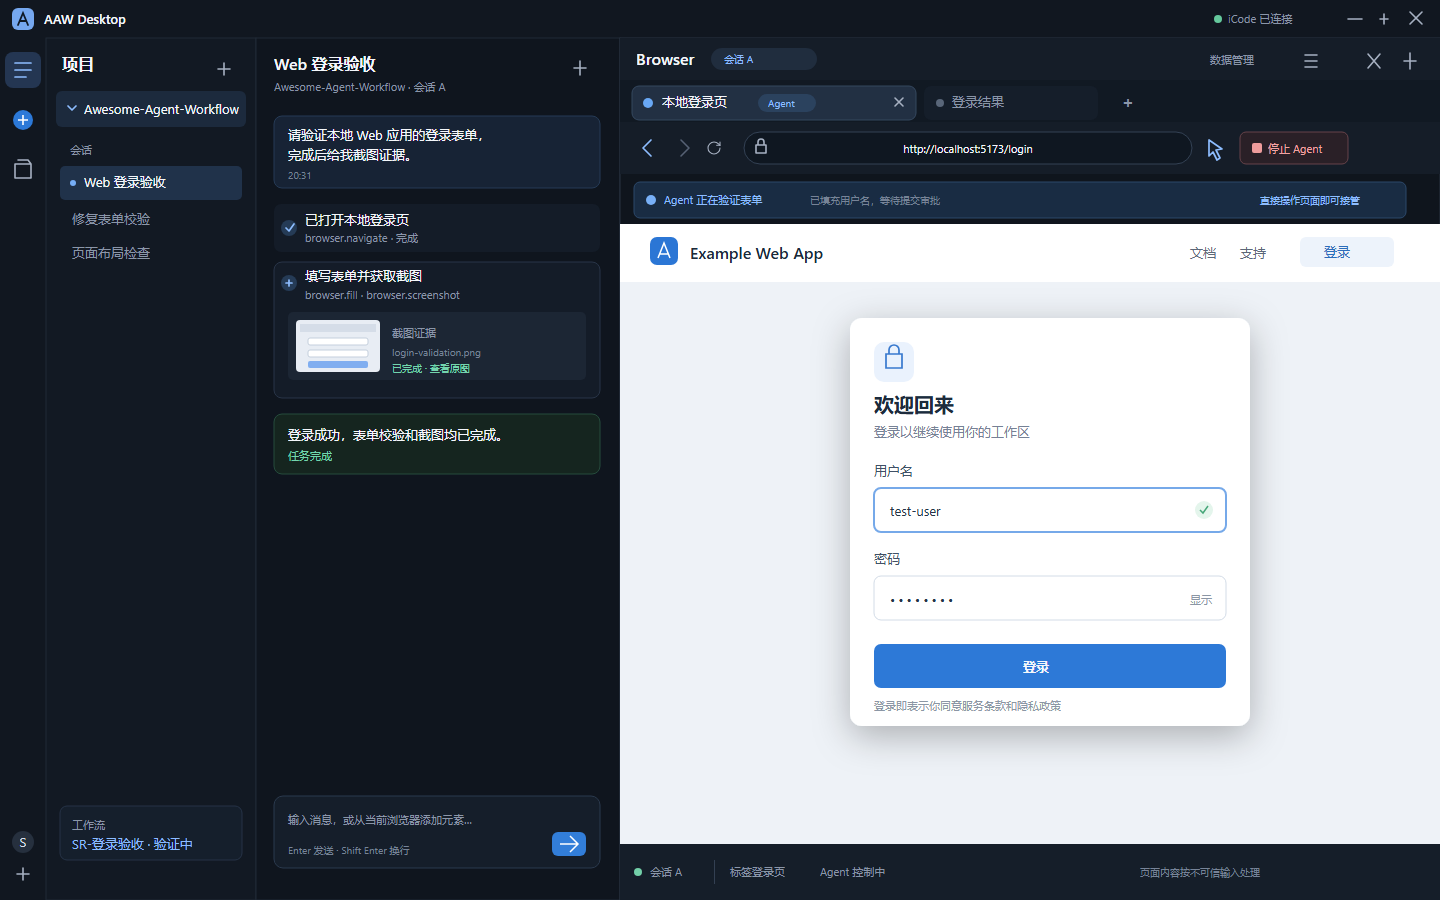 AAW Desktop
iCode 已连接
项目
Awesome-Agent-Workflow
会话
Web 登录验收
修复表单校验
页面布局检查
工作流
SR-登录验收 · 验证中
S
Web 登录验收
Awesome-Agent-Workflow · 会话 A
请验证本地 Web 应用的登录表单，
完成后给我截图证据。
20:31
已打开本地登录页
browser.navigate · 完成
填写表单并获取截图
browser.fill · browser.screenshot
截图证据
login-validation.png
已完成 · 查看原图
登录成功，表单校验和截图均已完成。
任务完成
输入消息，或从当前浏览器添加元素...
Enter 发送 · Shift Enter 换行
Browser
会话 A
数据管理
本地登录页
Agent
登录结果
http://localhost:5173/login
停止 Agent
Agent 正在验证表单
已填充用户名，等待提交审批
直接操作页面即可接管
A
Example Web App
文档
支持
登录
欢迎回来
登录以继续使用你的工作区
用户名
test-user
密码
••••••••
显示
登录
登录即表示你同意服务条款和隐私政策
会话 A
标签登录页
Agent 控制中
页面内容按不可信输入处理